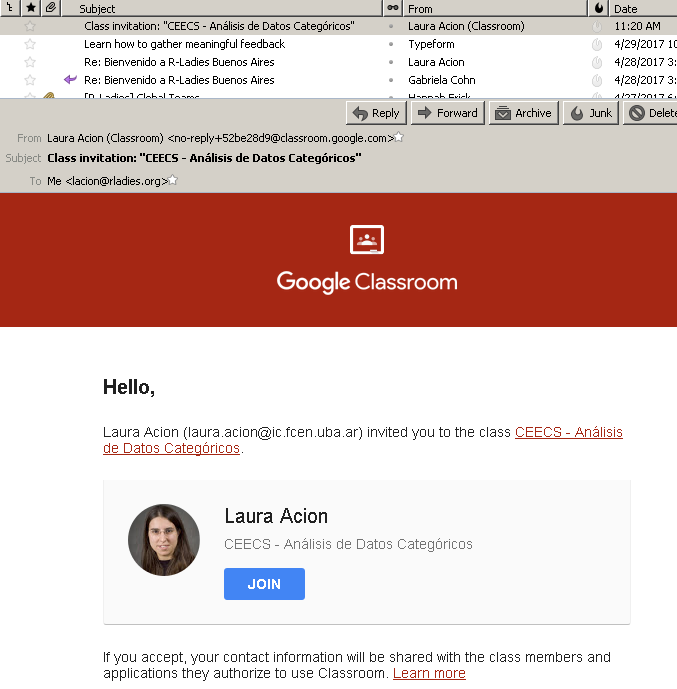 Subject From Date
Class invitation: "CEECS - Análisis de Datos Categóricos" Laura Acion (Classroom) 11:20 AM
Learn how to gather meaningful feedback Typeform 4/29/2017 10
Re: Bienvenido a R-Ladies Buenos Aires Laura Acion 4/28/2017 3:
Re: Bienvenido a R-Ladies Buenos Aires Gabriela Cohn 4/28/2017 3:
[R-Ladies] Global Teams Hannah Frick 4/27/2017 3:
Reply Forward Archive Junk Delete
From Laura Acion (Classroom) <no-reply+52be28d9@classroom.google.com>
Subject Class invitation: "CEECS - Análisis de Datos Categóricos"
To Me <lacion@rladies.org>
Google Classroom
Hello,
Laura Acion (laura.acion@ic.fcen.uba.ar) invited you to the class CEECS - Análisis
de Datos Categóricos.
Laura Acion
CEECS - Análisis de Datos Categóricos
JOIN
If you accept, your contact information will be shared with the class members and
applications they authorize to use Classroom. Learn more